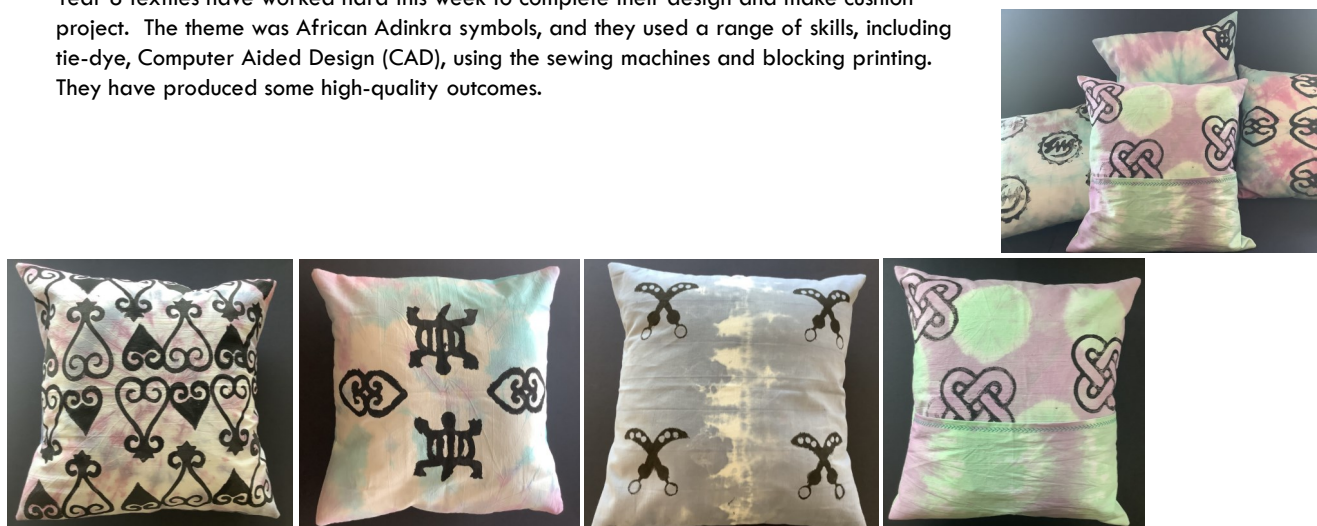 Year 8 Textiles have worked hard this week to complete their design and make cushion
project. The theme was African Adinkra symbols, and they used a range of skills, including
tie-dye, Computer Aided Design (CAD), using the sewing machines and blocking printing.
They have produced some high-quality outcomes.